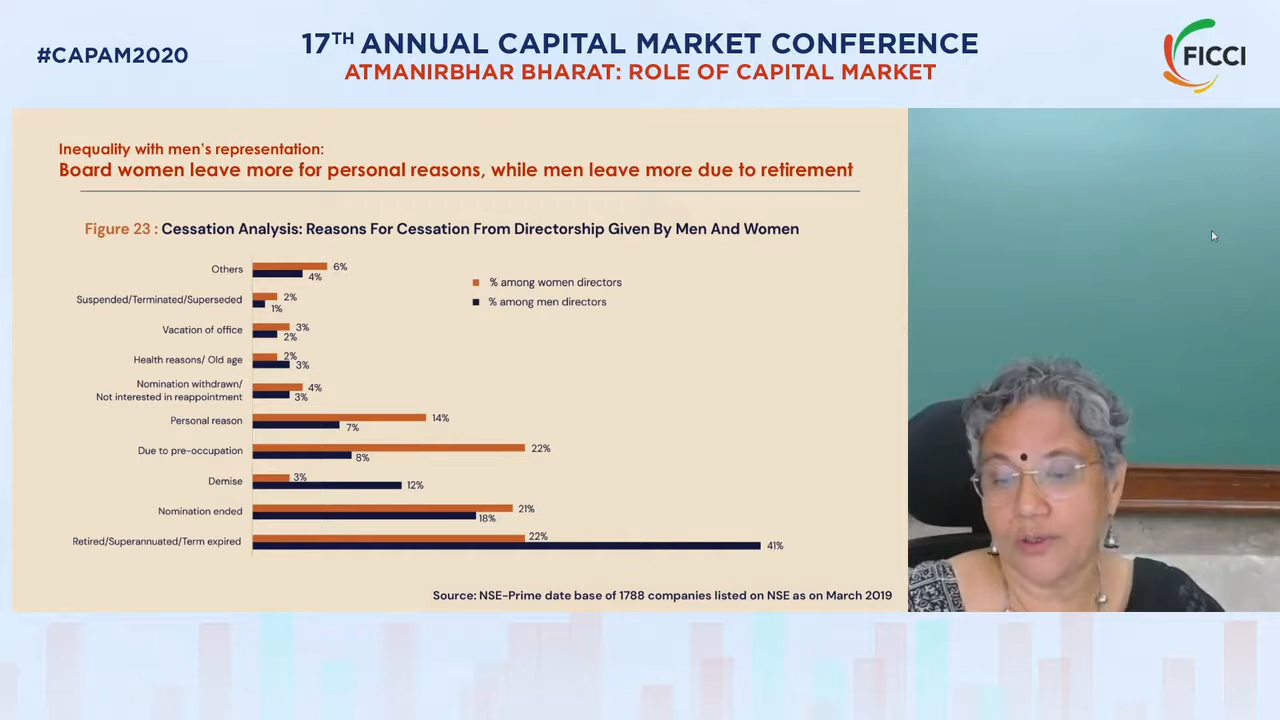 #CAPAM2020
17TH ANNUAL CAPITAL MARKET CONFERENCE
ATMANIRBHAR BHARAT: ROLE OF CAPITAL MARKET
FICCI
Inequality with men's representation:
Board women leave more for personal reasons, while men leave more due to retirement
Figure 23 : Cessation Analysis: Reasons For Cessation From Directorship Given By Men And Women
% among women directors
% among men directors
Others 6%
4%
Suspended/Terminated/Superseded 2%
1%
Vacation of office 3%
2%
Health reasons/ Old age 2%
3%
Nomination withdrawn/
Not interested in reappointment 4%
3%
Personal reason 14%
7%
Due to pre-occupation 22%
8%
Demise 3%
12%
Nomination ended 21%
18%
Retired/Superannuated/Term expired 22%
41%
Source: NSE-Prime date base of 1788 companies listed on NSE as on March 2019